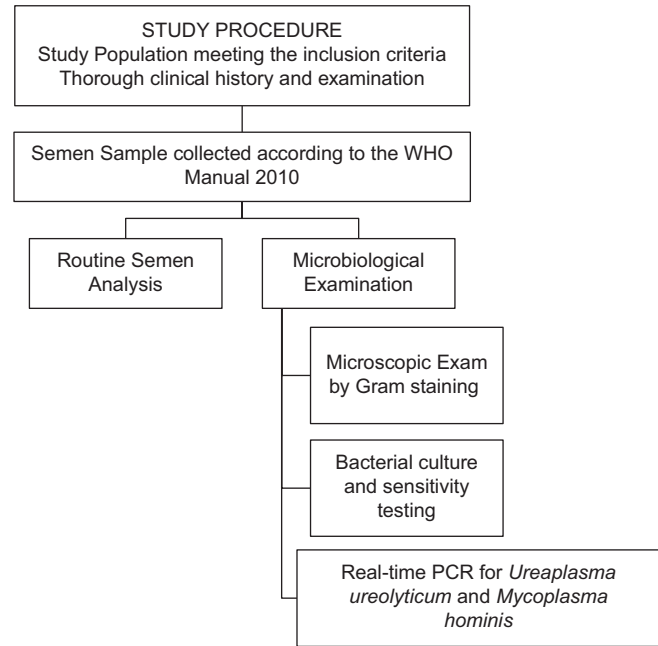 STUDY PROCEDURE
Study Population meeting the inclusion criteria
Thorough clinical history and examination
Semen Sample collected according to the WHO
Manual 2010
Routine Semen
Analysis
Microbiological
Examination
Microscopic Exam
by Gram staining
Bacterial culture
and sensitivity
testing
Real-time PCR for Ureaplasma
ureolyticum and Mycoplasma
hominis